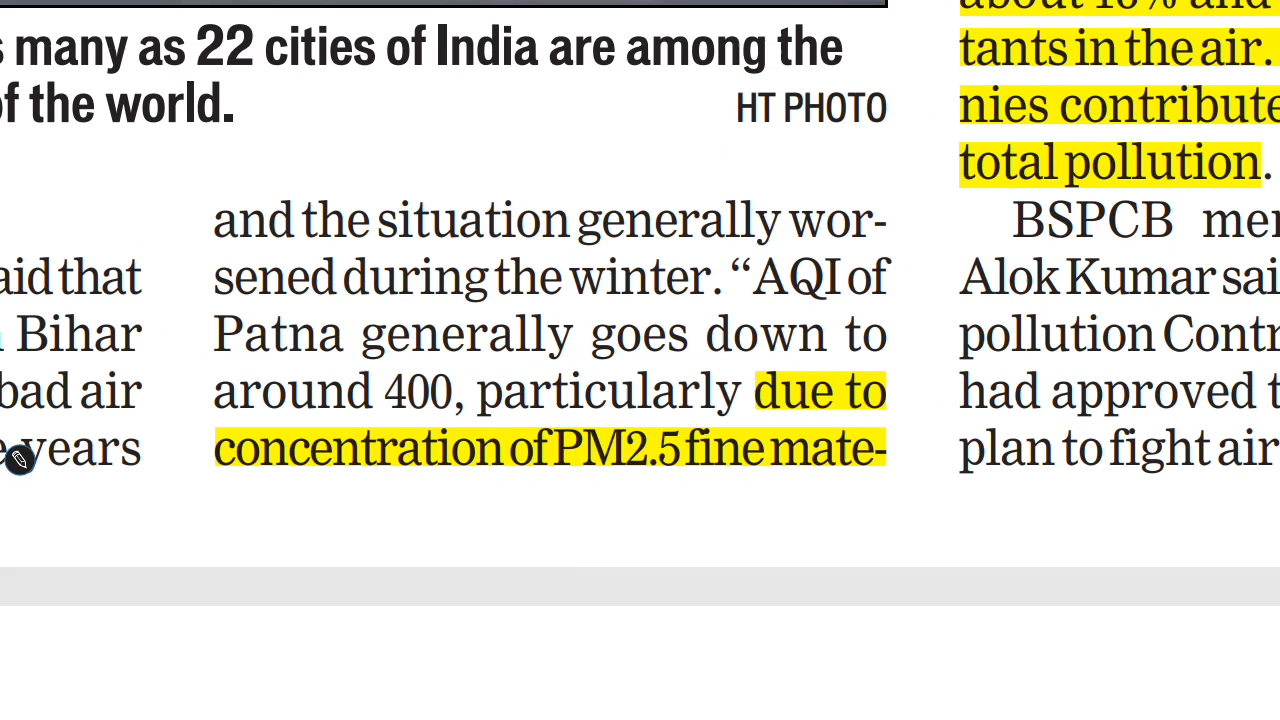 many as 22 cities of India are among the
of the world.
HT PHOTO
that
Bihar
bad air
years
and the situation generally wor-
sened during the winter. “AQI of
Patna generally goes down to
around 400, particularly due to
concentration of PM2.5 fine mate-
tants in the air.
nies contribute
total pollution.
BSPCB
Alok Kumar
pollution
had approved
plan to fight air